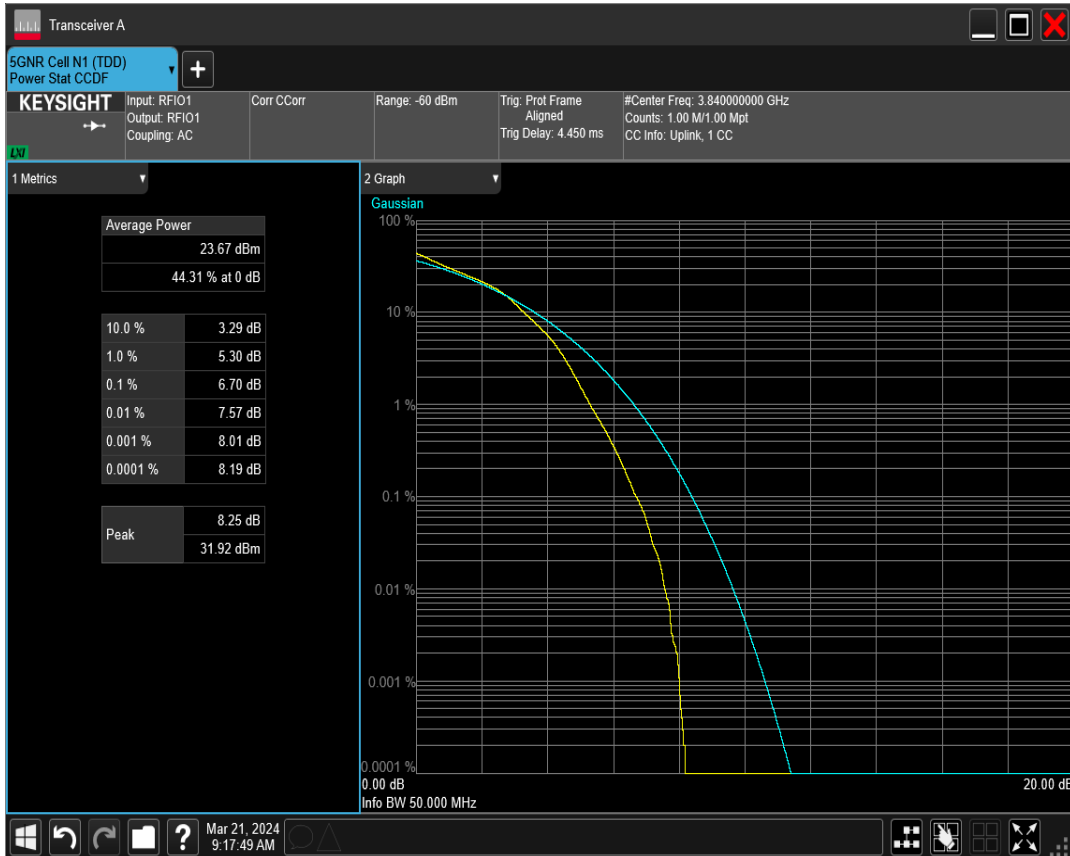 Transceiver A
5GNR Cell N1 (TDD)
Power Stat CCDF
KEYSIGHT
LXI
Input: RFIO1
Output: RFIO1
Coupling: AC
Corr CCorr
Range: -60 dBm
Trig: Prot Frame
Aligned
Trig Delay: 4.450 ms
#Center Freq: 3.840000000 GHz
Counts: 1.00 M/1.00 Mpt
CC Info: Uplink, 1 CC
1 Metrics
Average Power
23.67 dBm
44.31 % at 0 dB
10.0 % 3.29 dB
1.0 % 5.30 dB
0.1 % 6.70 dB
0.01 % 7.57 dB
0.001 % 8.01 dB
0.0001 % 8.19 dB
Peak
8.25 dB
31.92 dBm
2 Graph
Gaussian
100 %
10 %
1 %
0.1 %
0.01 %
0.001 %
0.0001 %
0.00 dB 20.00 dB
Info BW 50.000 MHz
Mar 21, 2024
9:17:49 AM